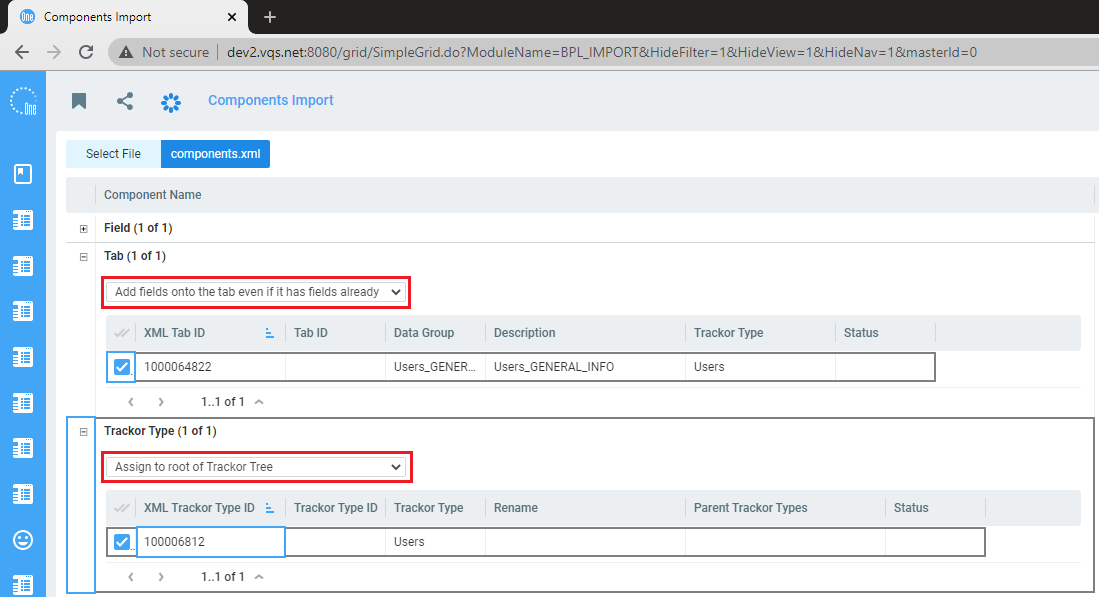 One Components Import
Not secure dev2.vqs.net:8080/grid/SimpleGrid.do?ModuleName=BPL_IMPORT&HideFilter=1&HideView=1&HideNav=1&masterId=0
One Components Import
Select File components.xml
Component Name
Field (1 of 1)
Tab (1 of 1)
Add fields onto the tab even if it has fields already
XML Tab ID Tab ID Data Group Description Trackor Type Status
1000064822 Users_GENER... Users_GENERAL_INFO Users
1..1 of 1
Trackor Type (1 of 1)
Assign to root of Trackor Tree
XML Trackor Type ID Trackor Type ID Trackor Type Rename Parent Trackor Types Status
100006812 Users
1..1 of 1